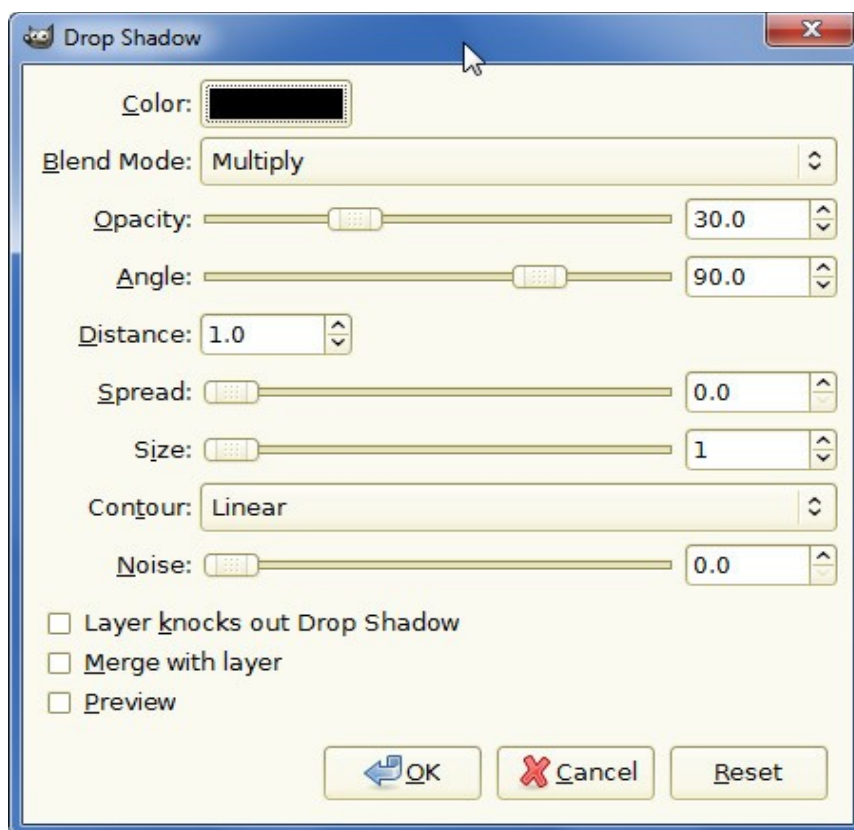 Drop Shadow
Color:
Blend Mode: Multiply
Opacity: 30.0
Angle: 90.0
Distance: 1.0
Spread: 0.0
Size: 1
Contour: Linear
Noise: 0.0
Layer knocks out Drop Shadow
Merge with layer
Preview
OK Cancel Reset